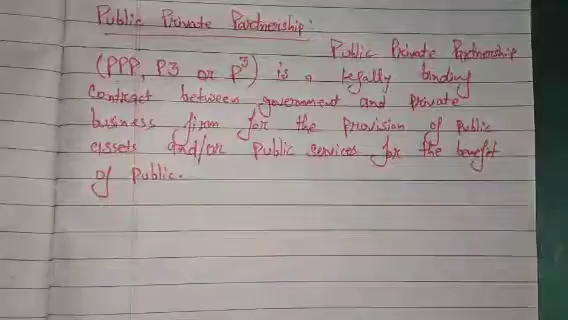 Public Private Partnership:
Public Private Partnership
(PPP, P3 or P³) is a legally binding
Contract between government and private
business firm for the provision of public
assets and/or public services for the benefit
of public.